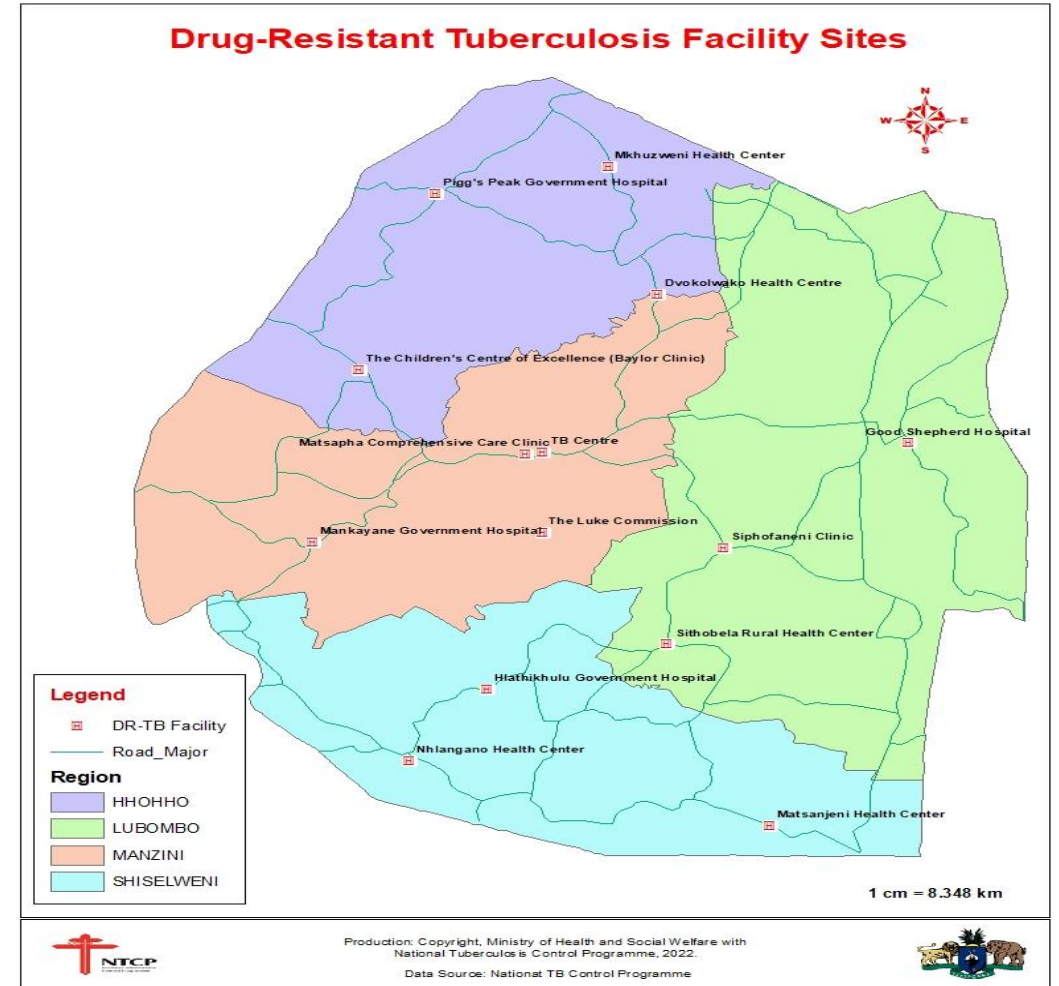 Drug-Resistant Tuberculosis Facility Sites
N
W E
S
Mkhuzweni Health Center
Pigg's Peak Government Hospital
Dvokolwako Health Centre
The Children's Centre of Excellence (Baylor Clinic)
Good Shepherd Hospital
Matsapha Comprehensive Care Clinic
TB Centre
The Luke Commission
Mankayane Government Hospital
Siphofaneni Clinic
Sithobela Rural Health Center
Hlathikhulu Government Hospital
Nhlangano Health Center
Matsanjeni Health Center
Legend
H DR-TB Facility
Road_Major
Region
HHOHHO
LUBOMBO
MANZINI
SHISELWENI
1 cm = 8.348 km
NTCP
Production: Copyright, Ministry of Health and Social Welfare with
National Tuberculosis Control Programme, 2022.
Data Source: National TB Control Programme